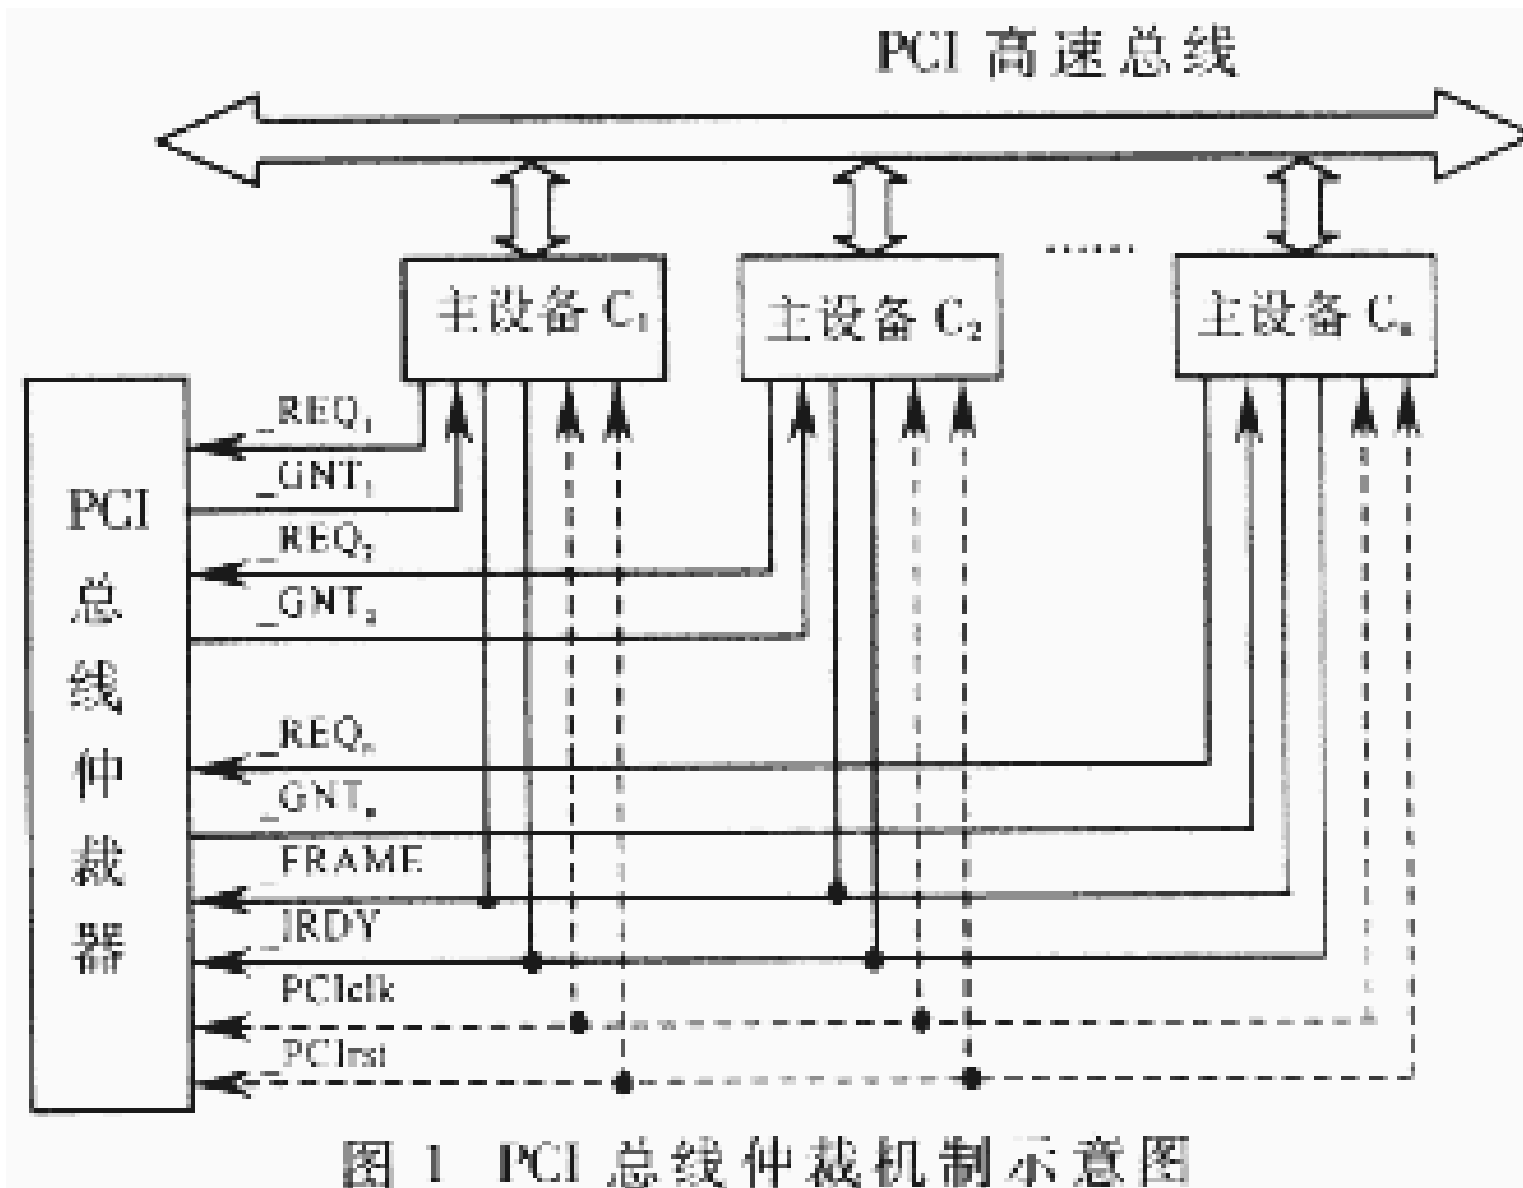 PCI 高速总线
主设备 C₁
主设备 C₂
......
主设备 Cₙ
PCI
总
线
仲
裁
器
_REQ₁
_GNT₁
_REQ₂
_GNT₂
_REQₙ
_GNTₙ
_FRAME
_IRDY
PCIclk
_PCIrst
图 1 PCI 总线仲裁机制示意图